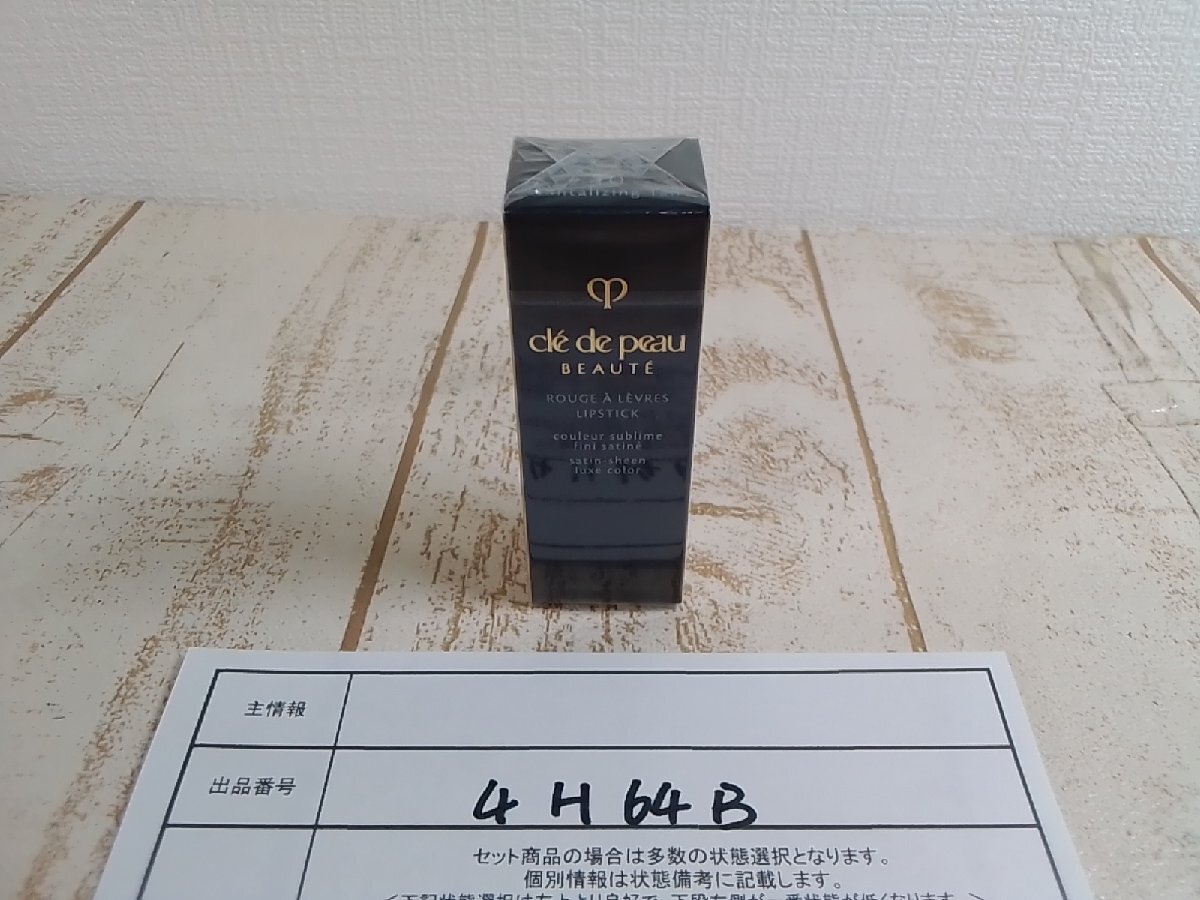 clé de peau
BEAUTÉ
ROUGE À LÈVRES
LIPSTICK
couleur sublime
fini satiné
satin-sheen
luxe color
主情報
出品番号
4 H 64 B
セット商品の場合は多数の状態選択となります。
個別情報は状態備考に記載します。